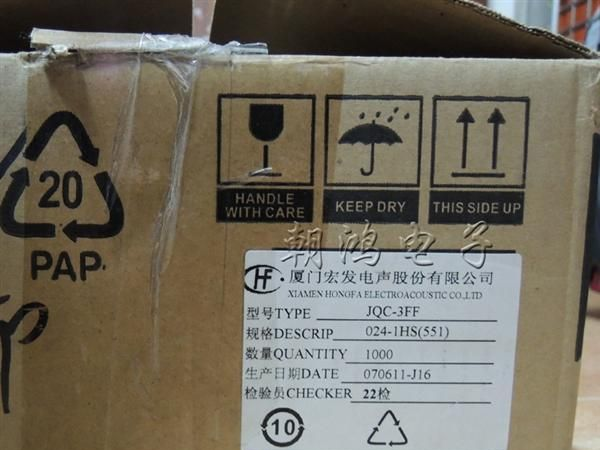 20
PAP
HANDLE
WITH CARE
KEEP DRY
THIS SIDE UP
朝鸿电子
HF
厦门宏发电声股份有限公司
XIAMEN HONGFA ELECTROACOUSTIC CO.,LTD
型号TYPE JQC-3FF
规格DESCRIP 024-1HS(551)
数量QUANTITY 1000
生产日期DATE 070611-J16
检验员CHECKER 22检
10